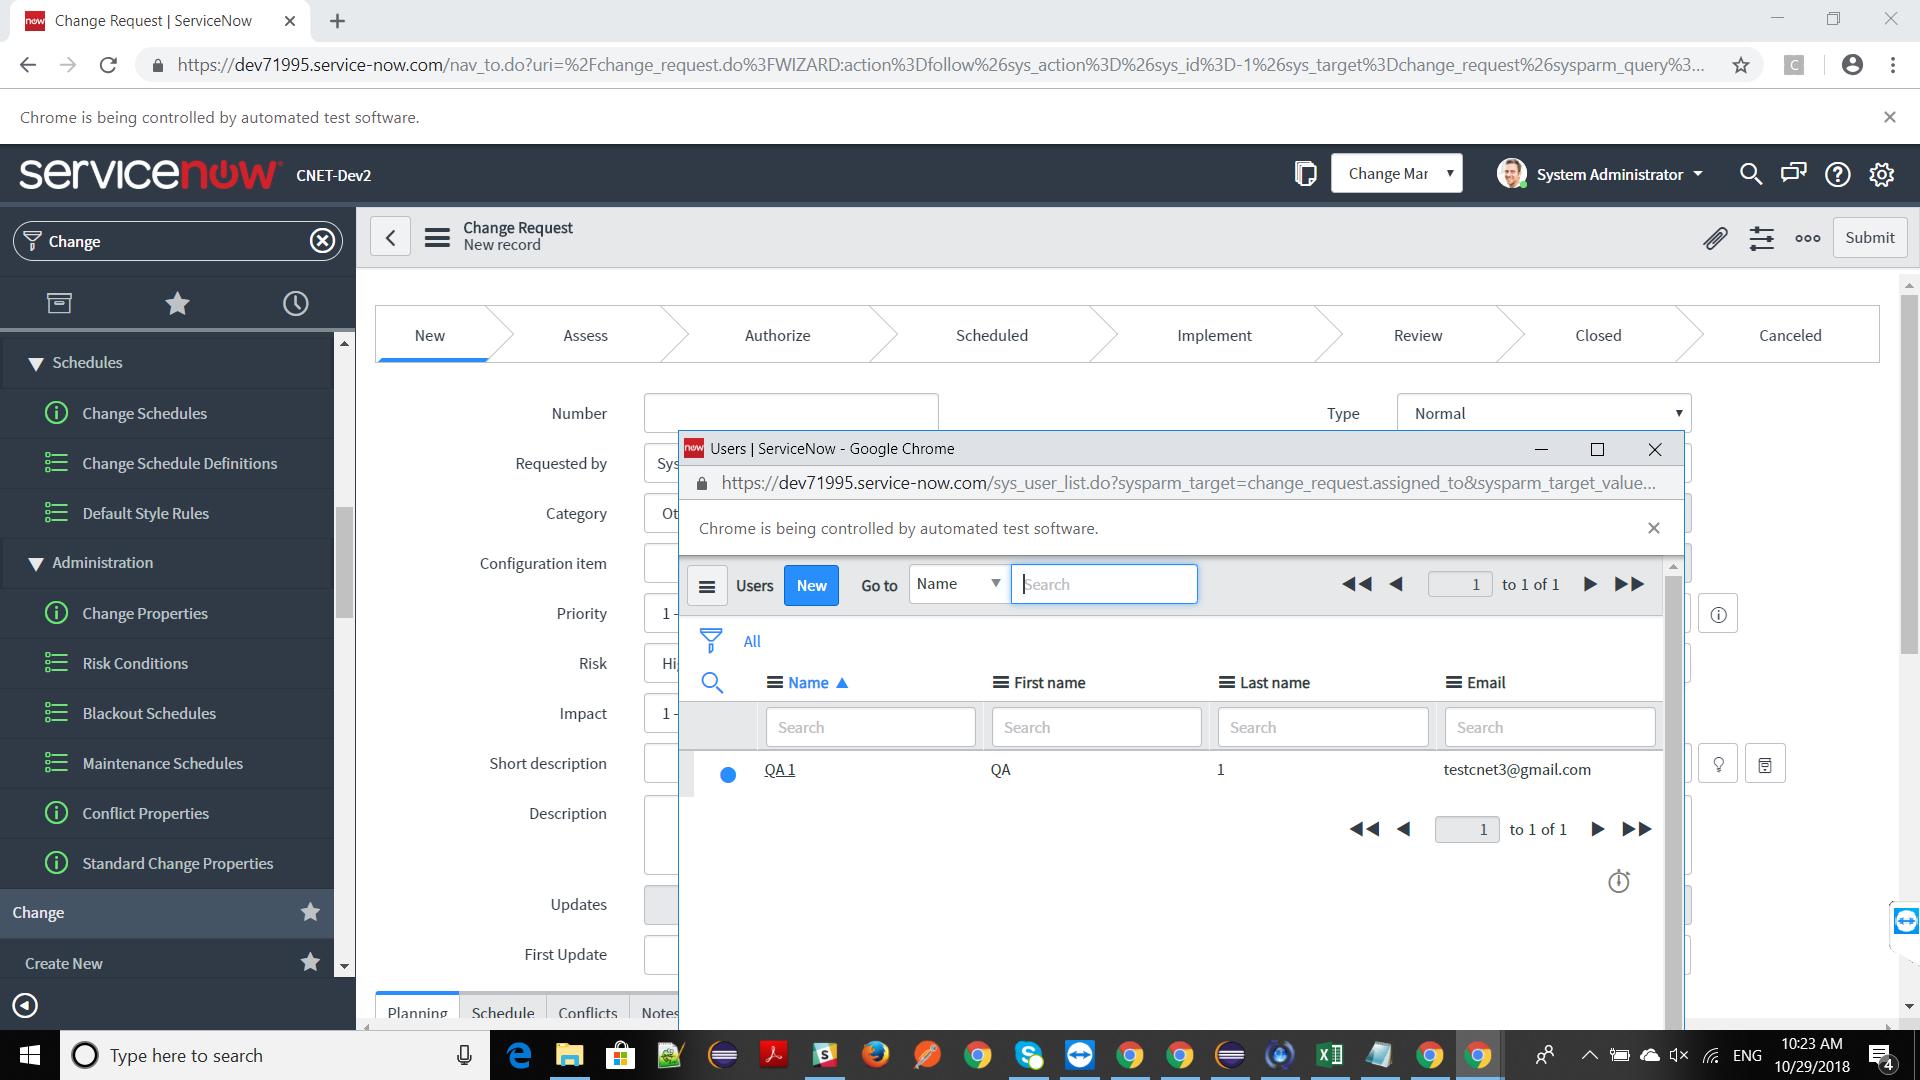 Change Request | ServiceNow
https://dev71995.service-now.com/nav_to.do?uri=%2Fchange_request.do%3FWIZARD:action%3Dfollow%26sys_action%3D%26sys_id%3D-1%26sys_target%3Dchange_request%26sysparm_query%3...
C
Chrome is being controlled by automated test software.
servicenow CNET-Dev2
Change Mar
System Administrator
Change
Change Request
New record
Submit
New
Assess
Authorize
Scheduled
Implement
Review
Closed
Canceled
Schedules
Change Schedules
Change Schedule Definitions
Default Style Rules
Administration
Change Properties
Risk Conditions
Blackout Schedules
Maintenance Schedules
Conflict Properties
Standard Change Properties
Change
Create New
Number
Type
Normal
Requested by
Sys
Category
Ot
Configuration item
Priority
1 -
Risk
Hi
Impact
1 -
Short description
Description
Updates
First Update
Planning
Schedule
Conflicts
Notes
now Users | ServiceNow - Google Chrome
https://dev71995.service-now.com/sys_user_list.do?sysparm_target=change_request.assigned_to&sysparm_target_value...
Chrome is being controlled by automated test software.
Users
New
Go to
Name
Search
1 to 1 of 1
All
Name
First name
Last name
Email
Search
Search
Search
Search
QA 1
QA
1
testcnet3@gmail.com
1 to 1 of 1
Type here to search
ENG
10:23 AM
10/29/2018
4